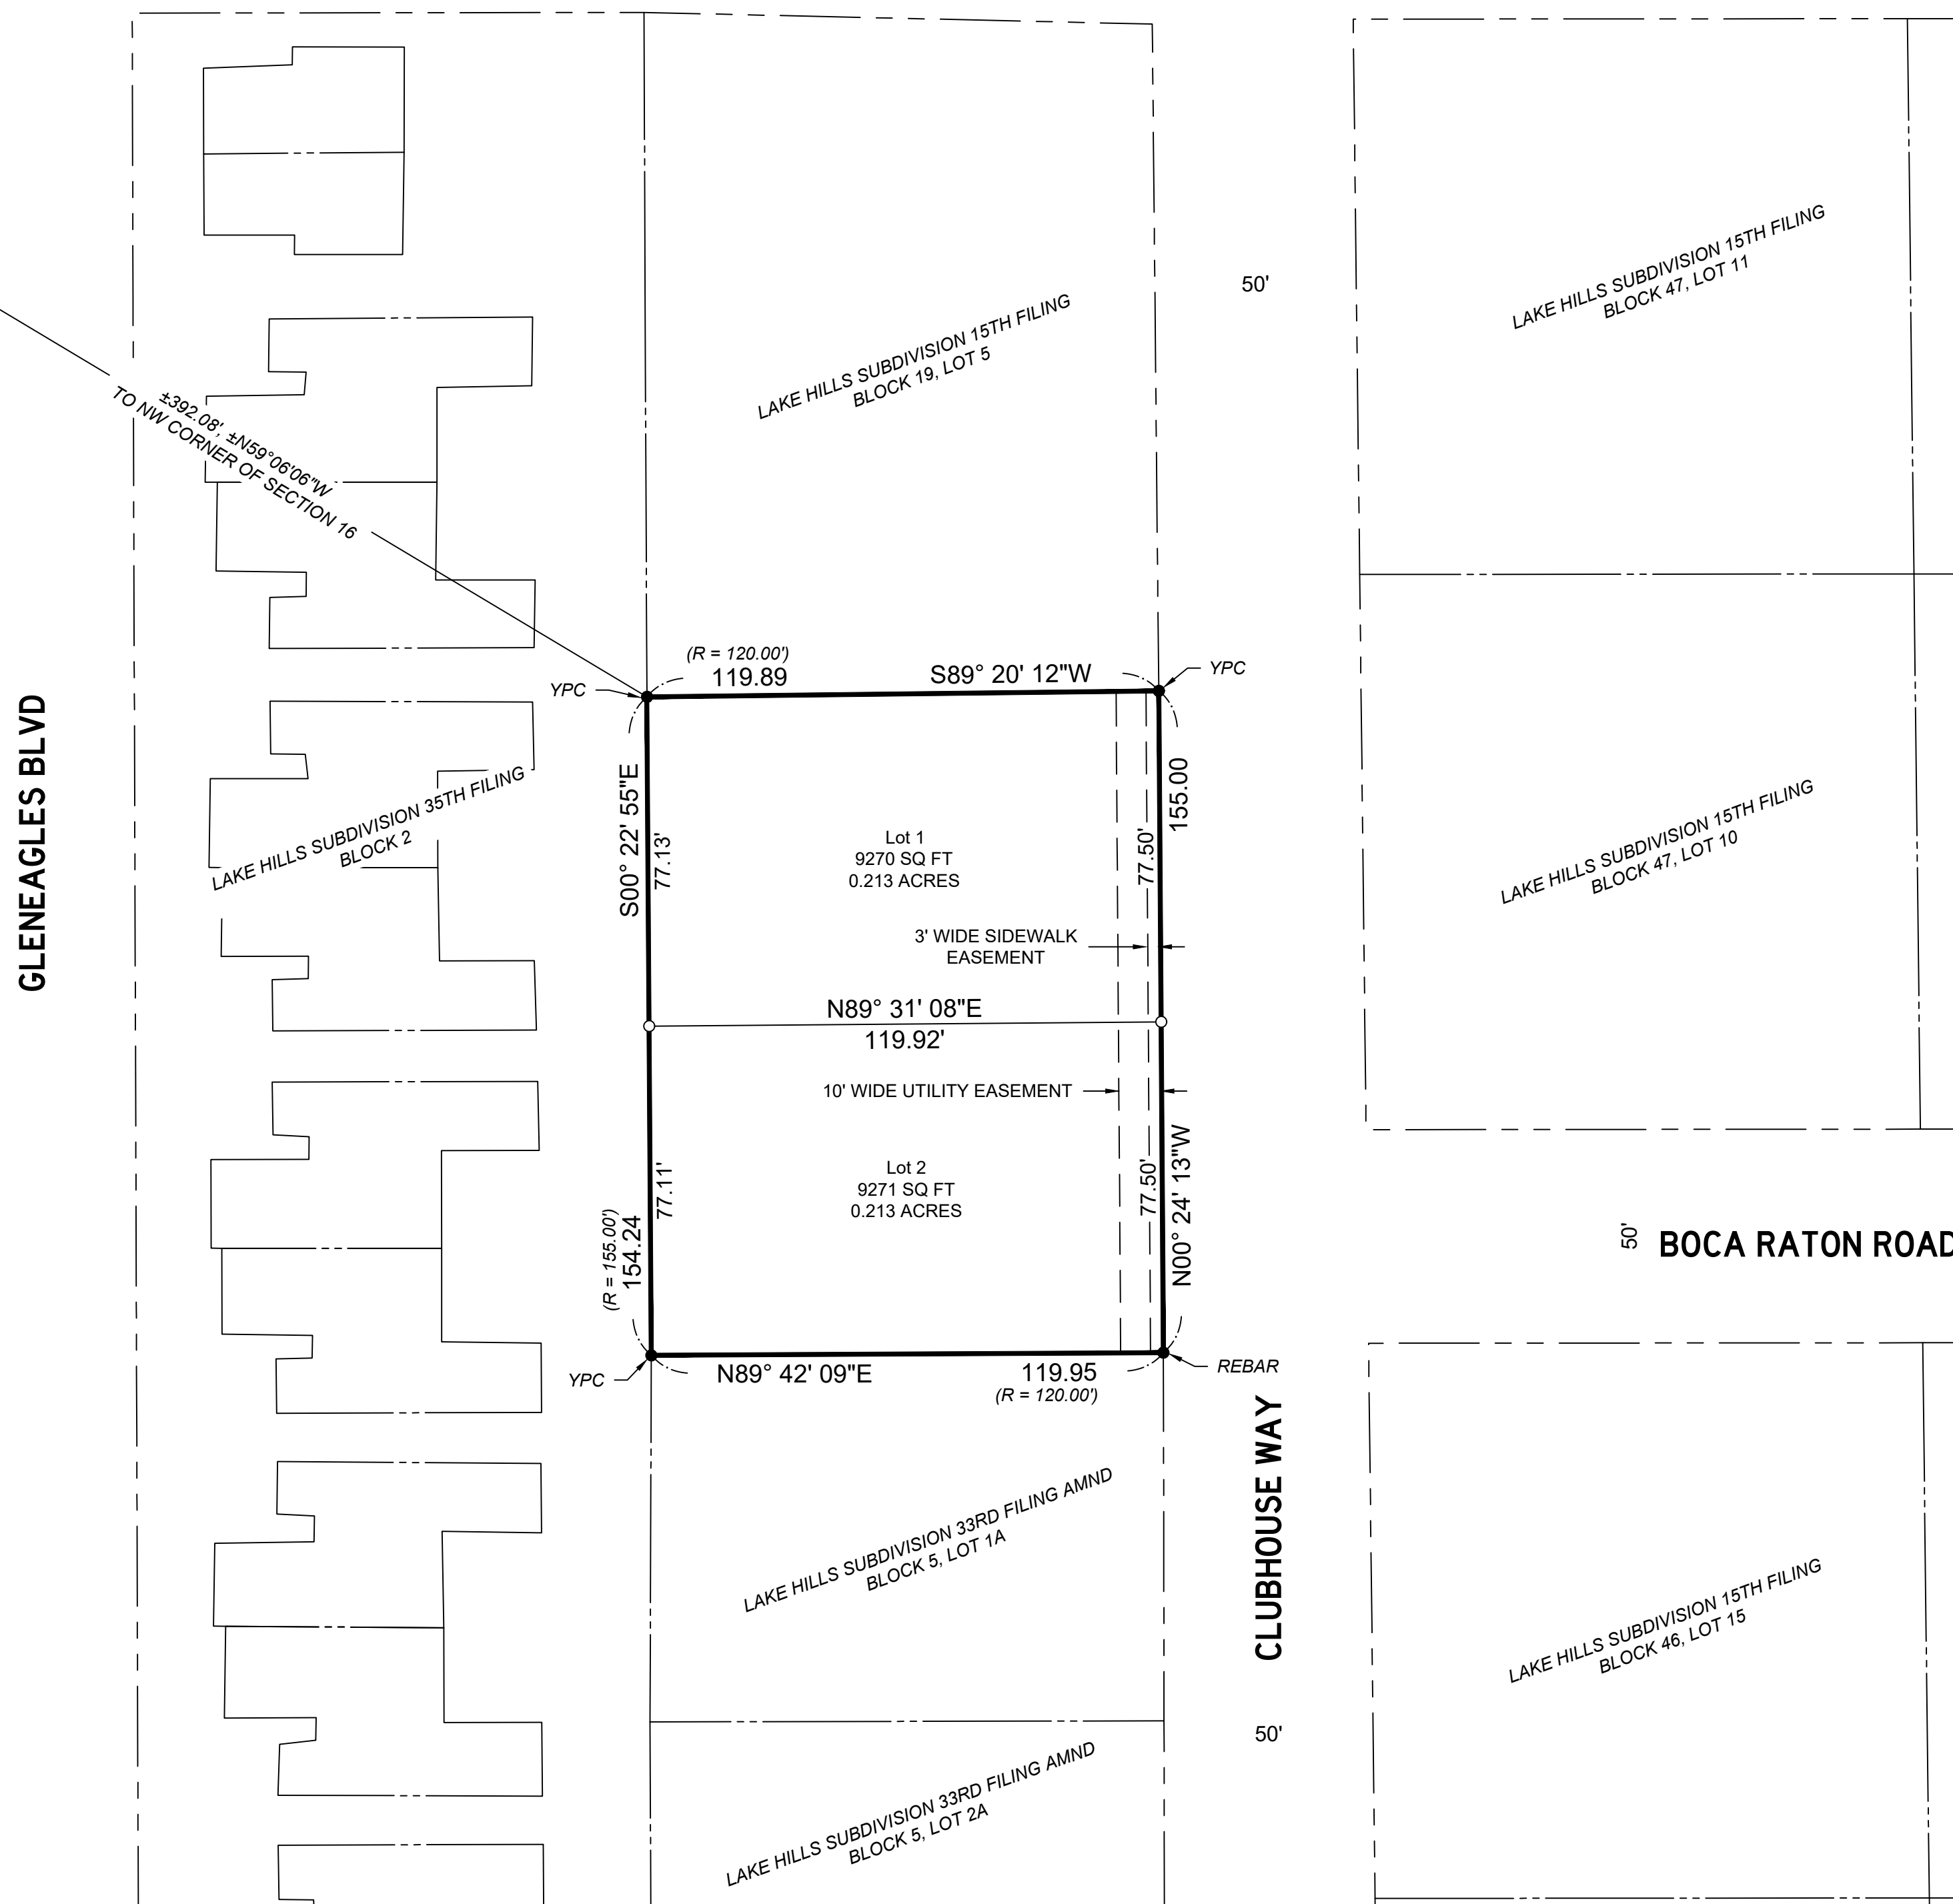 50'
LAKE HILLS SUBDIVISION 15TH FILING
BLOCK 47, LOT 11
LAKE HILLS SUBDIVISION 15TH FILING
BLOCK 19, LOT 5
±392.08', ±N59°06'06"W
TO NW CORNER OF SECTION 16
(R = 120.00')
119.89
S89° 20' 12"W
YPC
YPC
GLENEAGLES BLVD
LAKE HILLS SUBDIVISION 35TH FILING
BLOCK 2
S00° 22' 55"E
77.13'
Lot 1
9270 SQ FT
0.213 ACRES
77.50'
155.00
LAKE HILLS SUBDIVISION 15TH FILING
BLOCK 47, LOT 10
3' WIDE SIDEWALK
EASEMENT
N89° 31' 08"E
119.92'
10' WIDE UTILITY EASEMENT
Lot 2
9271 SQ FT
0.213 ACRES
77.11'
77.50'
N00° 24' 13"W
(R = 155.00')
154.24
50'
BOCA RATON ROAD
YPC
N89° 42' 09"E
119.95
(R = 120.00')
REBAR
CLUBHOUSE WAY
LAKE HILLS SUBDIVISION 33RD FILING AMND
BLOCK 5, LOT 1A
LAKE HILLS SUBDIVISION 15TH FILING
BLOCK 46, LOT 15
50'
LAKE HILLS SUBDIVISION 33RD FILING AMND
BLOCK 5, LOT 2A